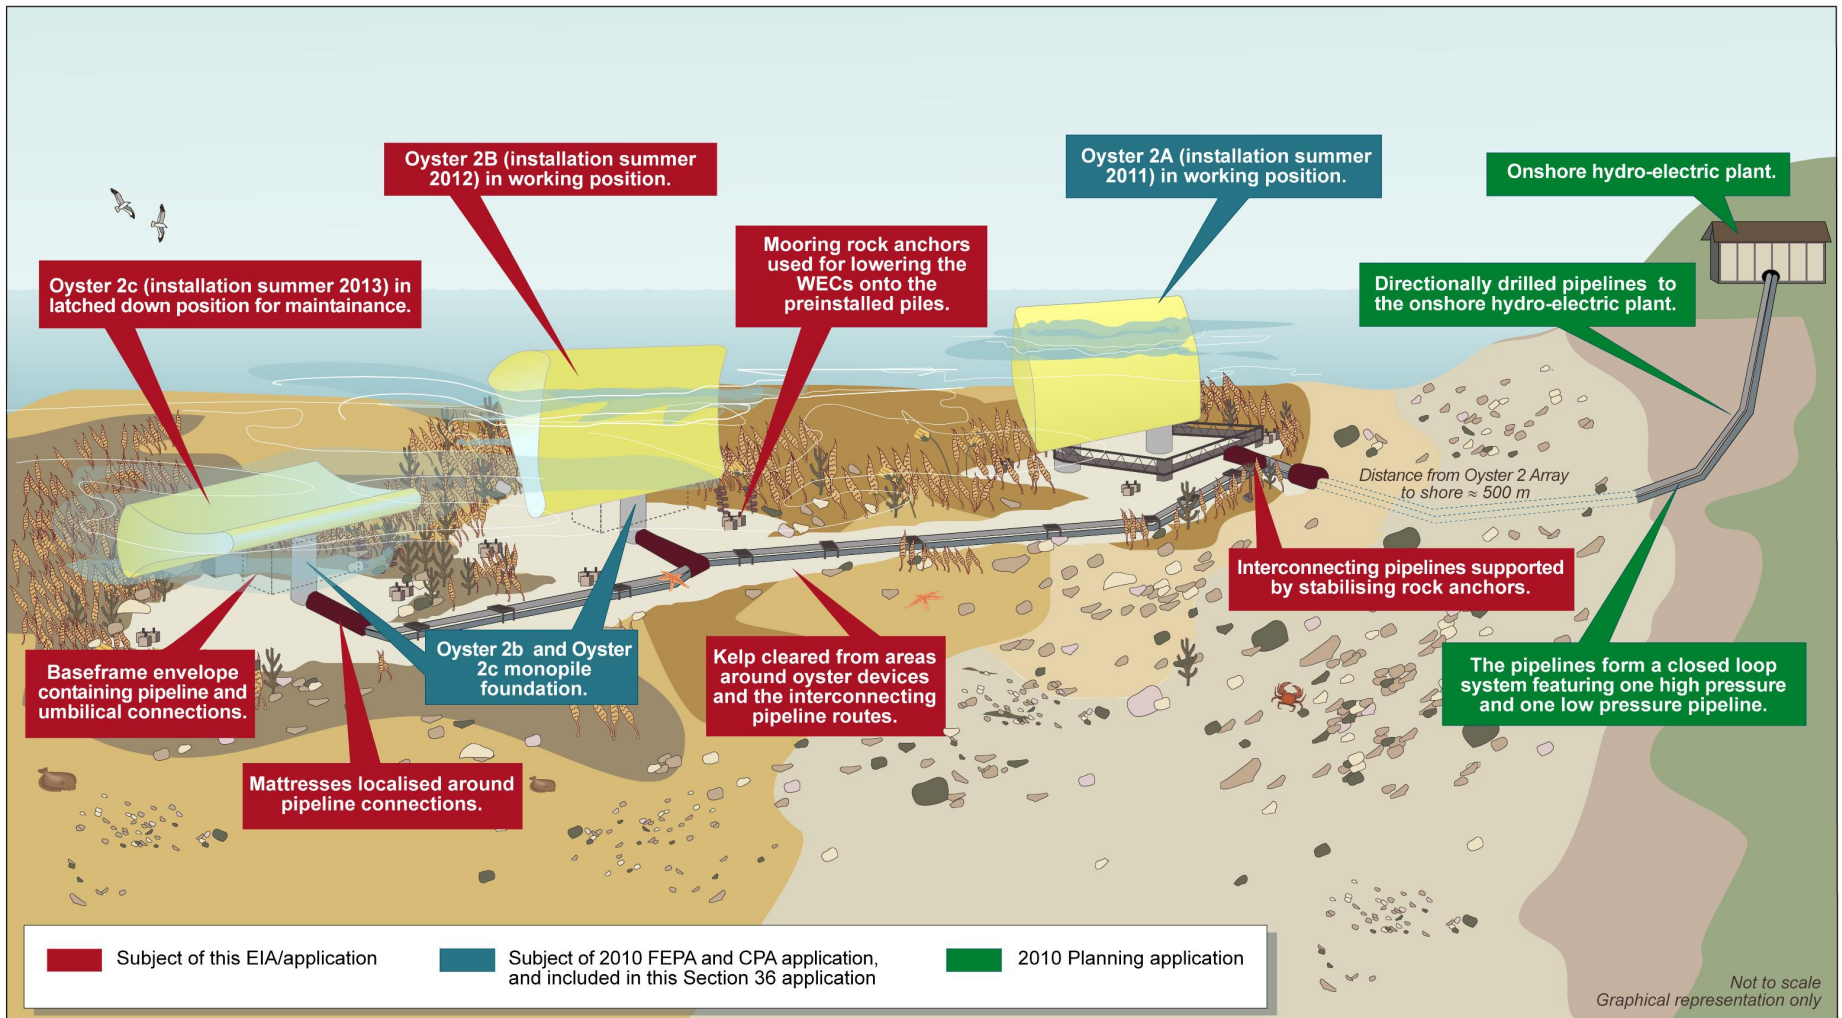 Oyster 2B (installation summer
2012) in working position.
Oyster 2A (installation summer
2011) in working position.
Onshore hydro-electric plant.
Mooring rock anchors
used for lowering the
WECs onto the
preinstalled piles.
Oyster 2c (installation summer 2013) in
latched down position for maintainance.
Directionally drilled pipelines to
the onshore hydro-electric plant.
Distance from Oyster 2 Array
to shore ≈ 500 m
Interconnecting pipelines supported
by stabilising rock anchors.
Baseframe envelope
containing pipeline and
umbilical connections.
Oyster 2b and Oyster
2c monopile
foundation.
Kelp cleared from areas
around oyster devices
and the interconnecting
pipeline routes.
The pipelines form a closed loop
system featuring one high pressure
and one low pressure pipeline.
Mattresses localised around
pipeline connections.
Subject of this EIA/application
Subject of 2010 FEPA and CPA application,
and included in this Section 36 application
2010 Planning application
Not to scale
Graphical representation only